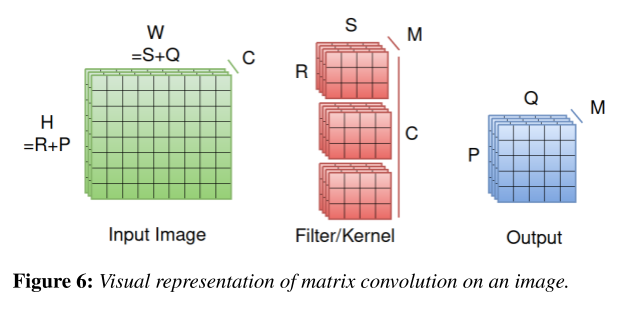 W
=S+Q
C
H
=R+P
Input Image
S
M
R
C
Filter/Kernel
Q
M
P
Output
Figure 6: Visual representation of matrix convolution on an image.